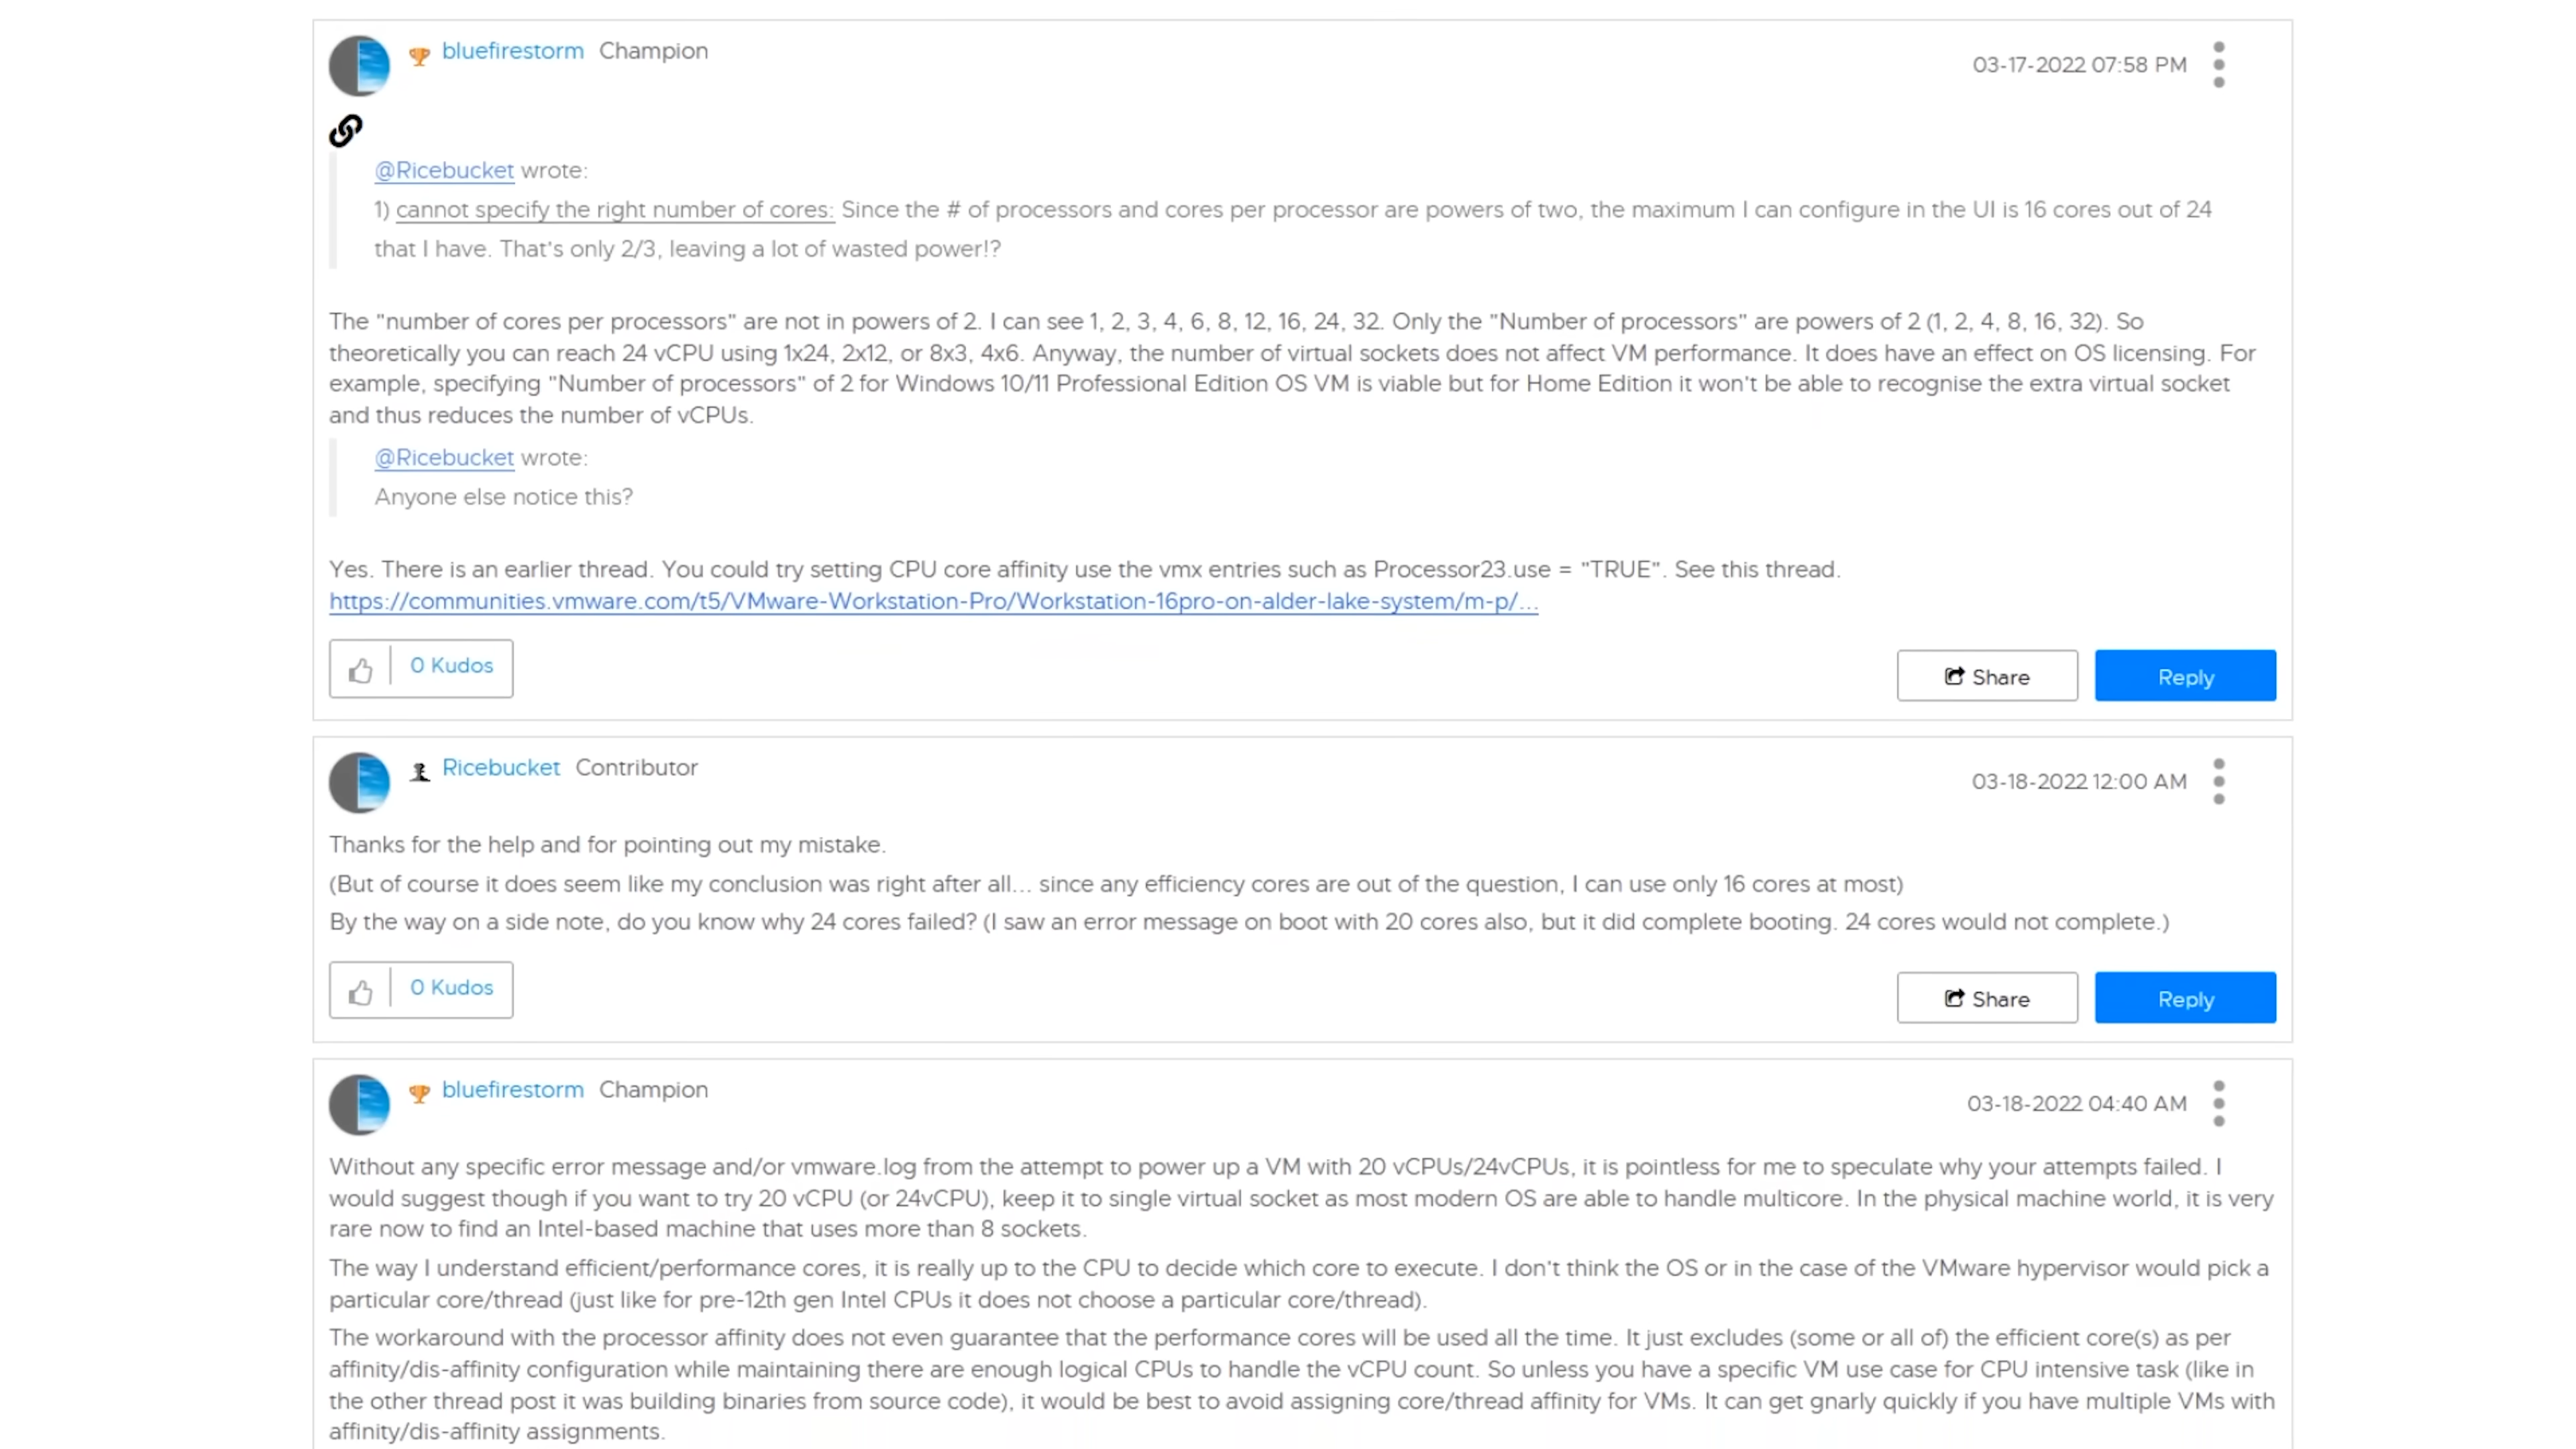 bluefirestorm Champion
03-17-2022 07:58 PM
@Ricebucket wrote:
1) cannot specify the right number of cores: Since the # of processors and cores per processor are powers of two, the maximum I can configure in the UI is 16 cores out of 24
that I have. That's only 2/3, leaving a lot of wasted power!?
The "number of cores per processors" are not in powers of 2. I can see 1, 2, 3, 4, 6, 8, 12, 16, 24, 32. Only the "Number of processors" are powers of 2 (1, 2, 4, 8, 16, 32). So
theoretically you can reach 24 vCPU using 1x24, 2x12, or 8x3, 4x6. Anyway, the number of virtual sockets does not affect VM performance. It does have an effect on OS licensing. For
example, specifying "Number of processors" of 2 for Windows 10/11 Professional Edition OS VM is viable but for Home Edition it won't be able to recognise the extra virtual socket
and thus reduces the number of vCPUs.
@Ricebucket wrote:
Anyone else notice this?
Yes. There is an earlier thread. You could try setting CPU core affinity use the vmx entries such as Processor23.use = "TRUE". See this thread.
https://communities.vmware.com/t5/VMware-Workstation-Pro/Workstation-16pro-on-alder-lake-system/m-p/...
0 Kudos
Share
Reply
Ricebucket Contributor
03-18-2022 12:00 AM
Thanks for the help and for pointing out my mistake.
(But of course it does seem like my conclusion was right after all... since any efficiency cores are out of the question, I can use only 16 cores at most)
By the way on a side note, do you know why 24 cores failed? (I saw an error message on boot with 20 cores also, but it did complete booting. 24 cores would not complete.)
0 Kudos
Share
Reply
bluefirestorm Champion
03-18-2022 04:40 AM
Without any specific error message and/or vmware.log from the attempt to power up a VM with 20 vCPUs/24vCPUs, it is pointless for me to speculate why your attempts failed. I
would suggest though if you want to try 20 vCPU (or 24vCPU), keep it to single virtual socket as most modern OS are able to handle multicore. In the physical machine world, it is very
rare now to find an Intel-based machine that uses more than 8 sockets.
The way I understand efficient/performance cores, it is really up to the CPU to decide which core to execute. I don't think the OS or in the case of the VMware hypervisor would pick a
particular core/thread (just like for pre-12th gen Intel CPUs it does not choose a particular core/thread).
The workaround with the processor affinity does not even guarantee that the performance cores will be used all the time. It just excludes (some or all of) the efficient core(s) as per
affinity/dis-affinity configuration while maintaining there are enough logical CPUs to handle the vCPU count. So unless you have a specific VM use case for CPU intensive task (like in
the other thread post it was building binaries from source code), it would be best to avoid assigning core/thread affinity for VMs. It can get gnarly quickly if you have multiple VMs with
affinity/dis-affinity assignments.